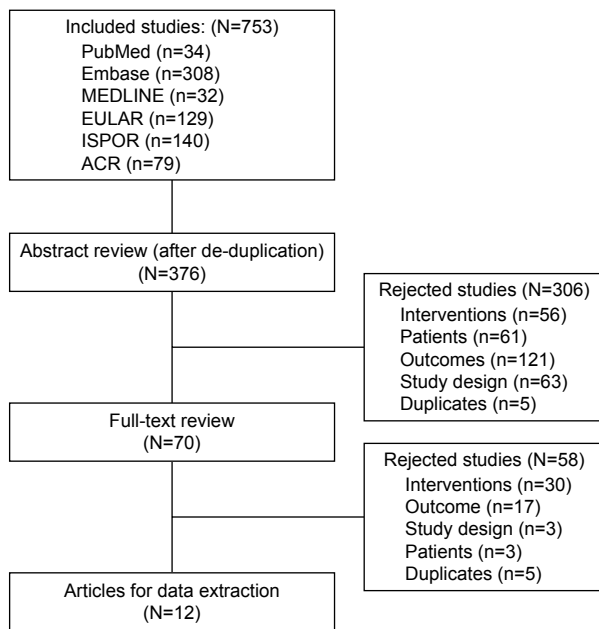 Included studies: (N=753)
PubMed (n=34)
Embase (n=308)
MEDLINE (n=32)
EULAR (n=129)
ISPOR (n=140)
ACR (n=79)
Abstract review (after de-duplication)
(N=376)
Rejected studies (N=306)
Interventions (n=56)
Patients (n=61)
Outcomes (n=121)
Study design (n=63)
Duplicates (n=5)
Full-text review
(N=70)
Rejected studies (N=58)
Interventions (n=30)
Outcome (n=17)
Study design (n=3)
Patients (n=3)
Duplicates (n=5)
Articles for data extraction
(N=12)